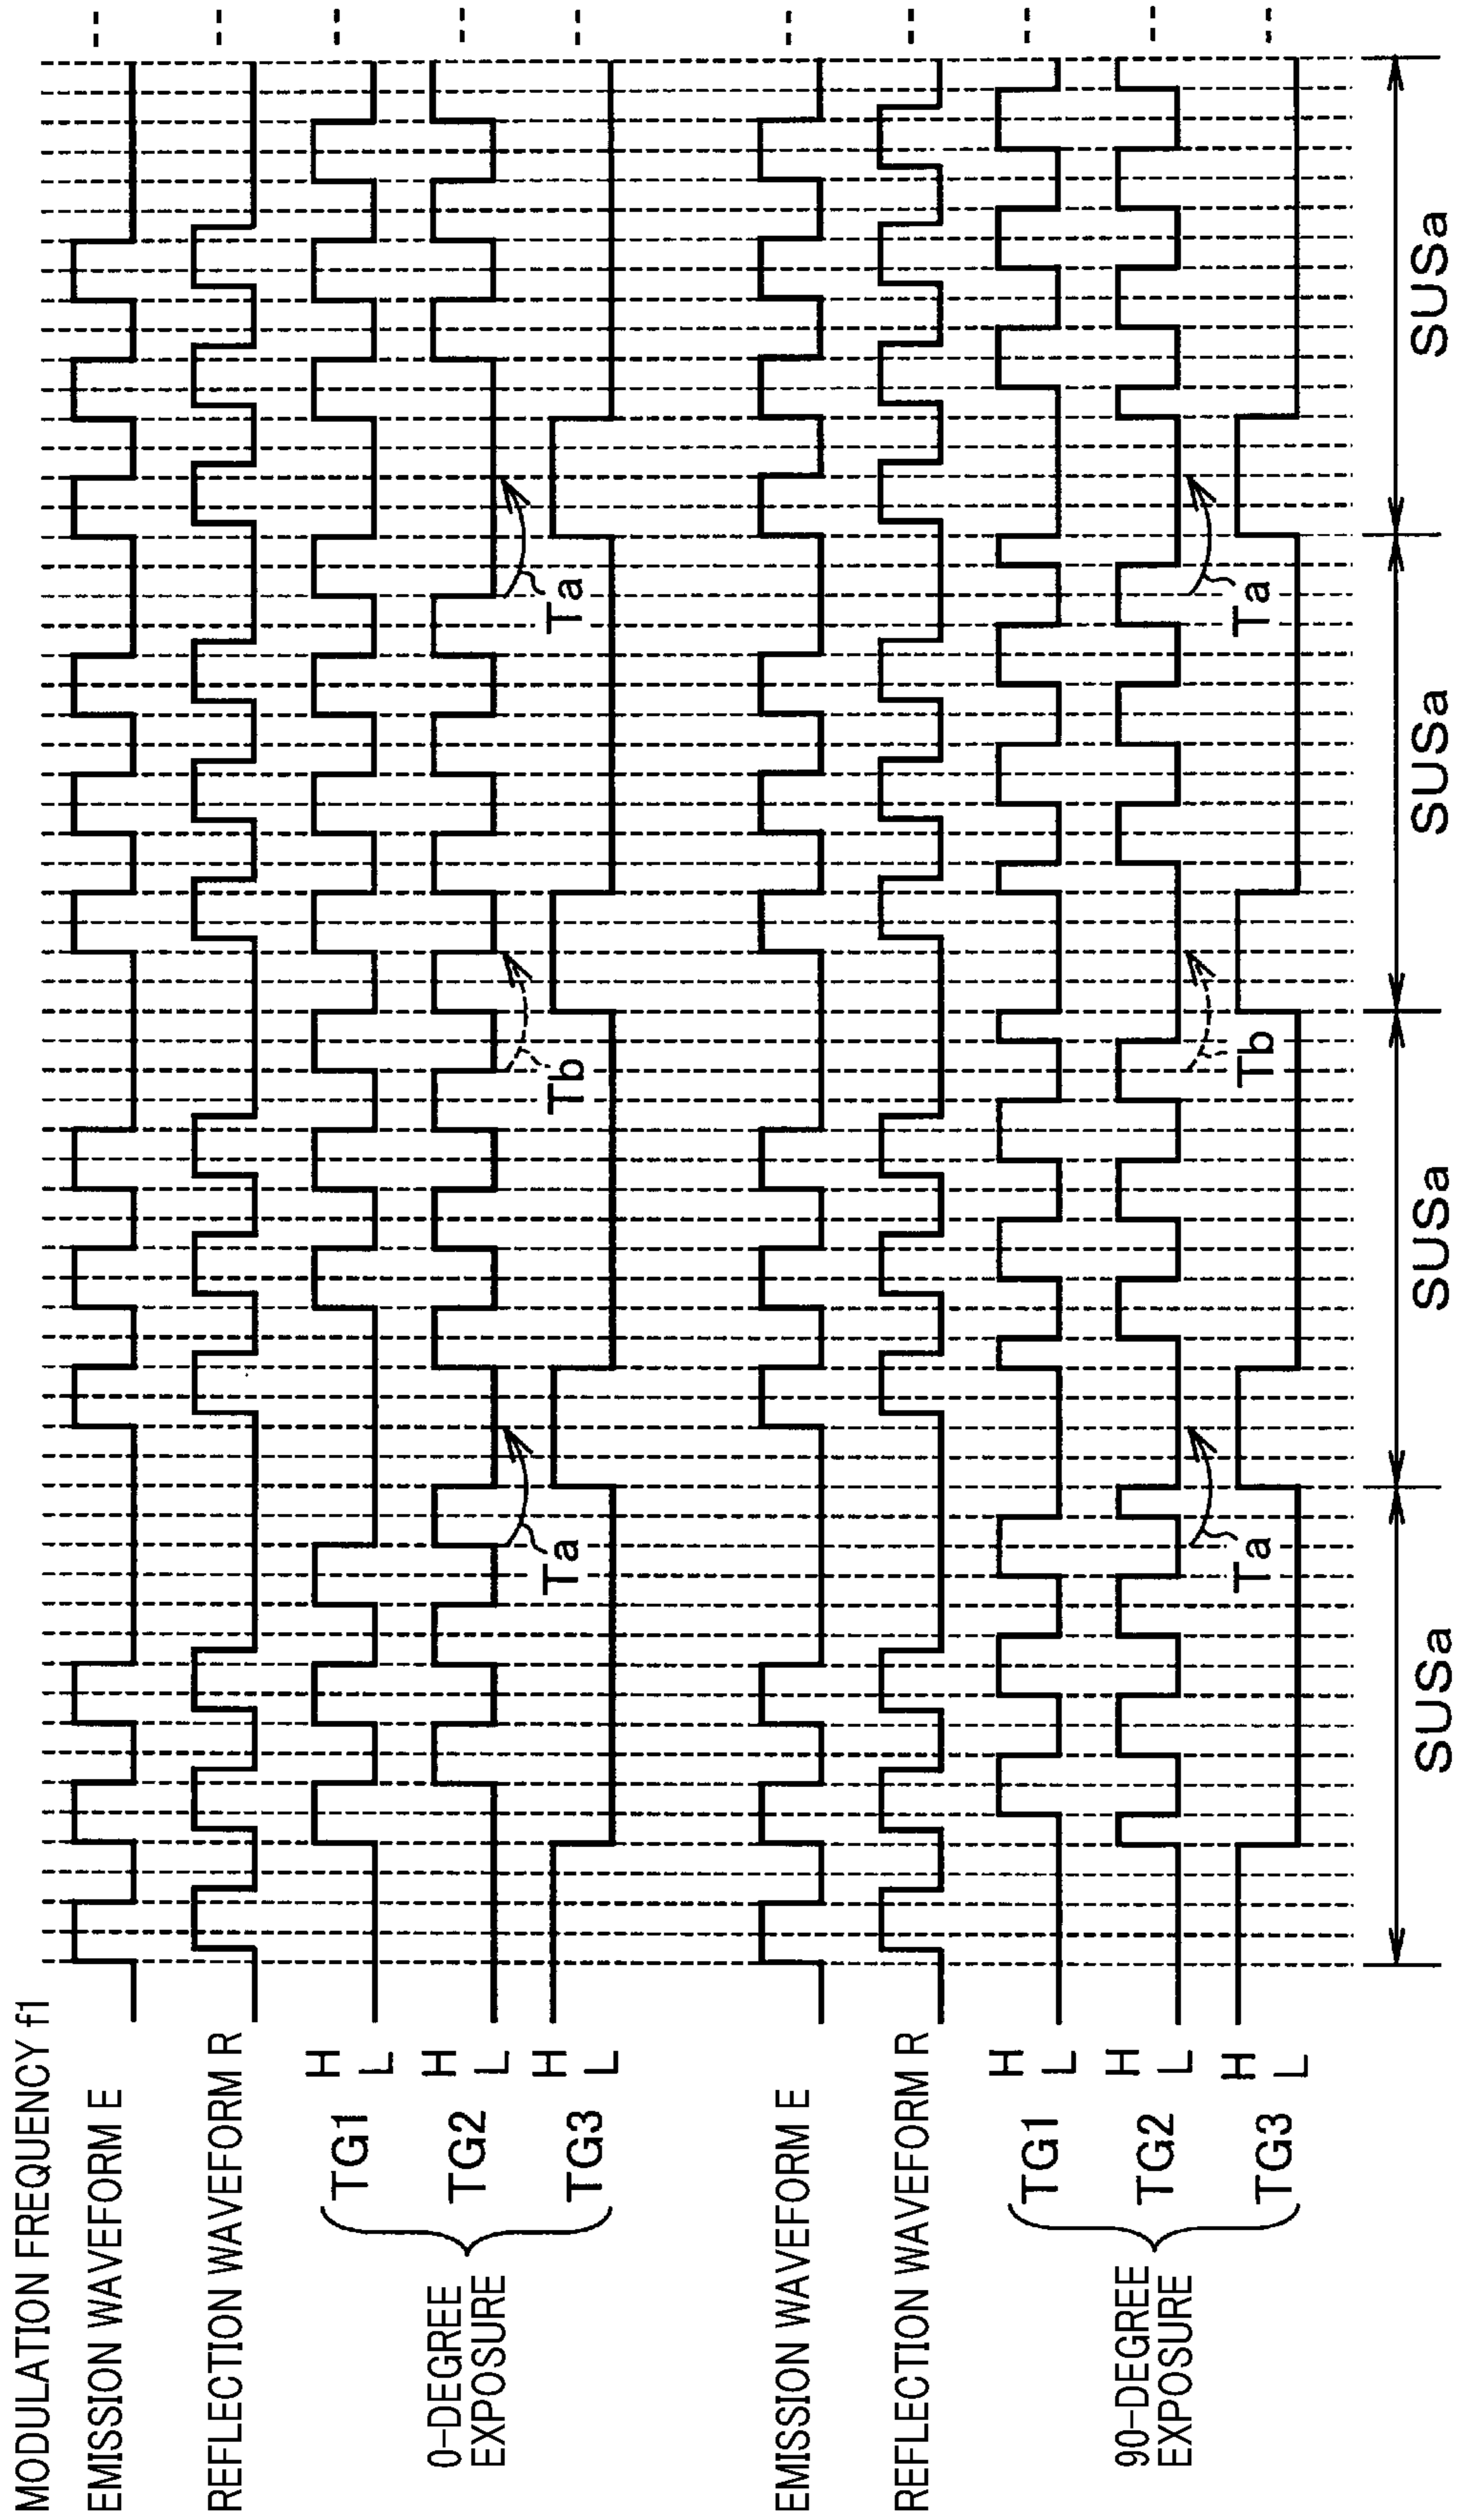 MODULATION FREQUENCY f1
EMISSION WAVEFORM E
REFLECTION WAVEFORM R
0-DEGREE
EXPOSURE
TG1
H
L
TG2
H
L
TG3
H
L
Ta
Tb
Ta
EMISSION WAVEFORM E
REFLECTION WAVEFORM R
90-DEGREE
EXPOSURE
TG1
H
L
TG2
H
L
TG3
H
L
Ta
Tb
Ta
SUSa
SUSa
SUSa
SUSa